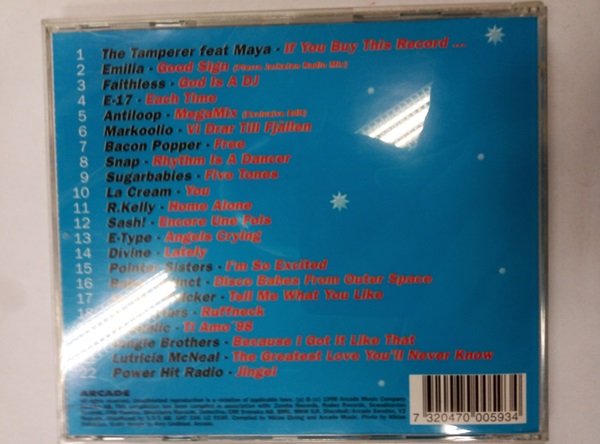 1 The Tamperer feat Maya · If You Buy This Record ....
2 Emilia · Good Sign
3 Faithless · God Is A DJ
4 E-17 · Each Time
5 Antiloop · MegaMix (Exclusive Edit)
6 Markoolio · Vi Drar Till Fjällen
7 Bacon Popper · Free
8 Snap · Rhythm Is A Dancer
9 Sugarbabies · Five Tones
10 La Cream · You
11 R.Kelly · Home Alone
12 Sash! · Encore Une Fois
13 E-Type · Angels Crying
14 Divine · Lately
15 Pointer Sisters · I'm So Excited
16 Disco Babes From Outer Space
17 Tell Me What You Like
18 Ruffneck
Ti Amo '98
Jungle Brothers · Because I Got It Like That
Lutricia McNeal · The Greatest Love You'll Never Know
22 Power Hit Radio · Jingel
ARCADE
7 320470 005934